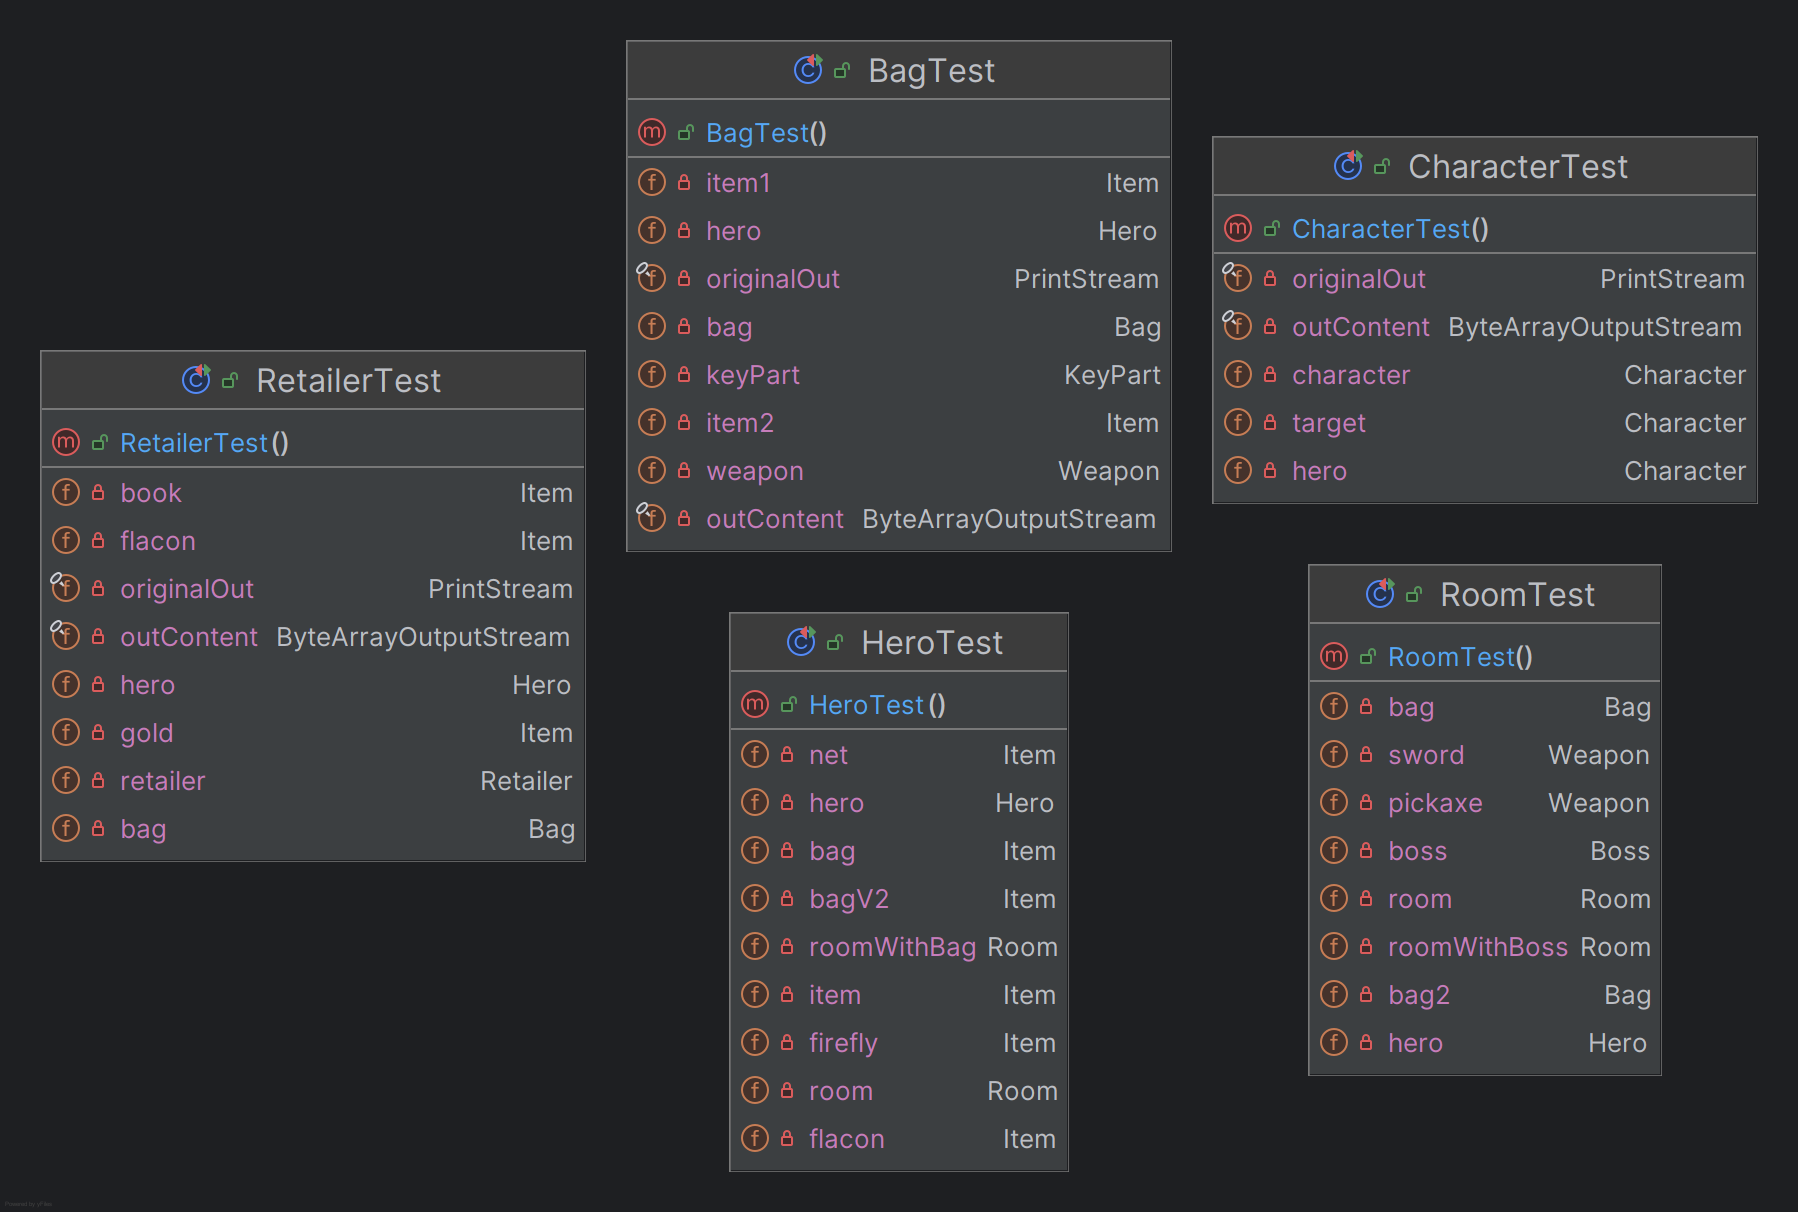 BagTest
BagTest()
item1 Item
hero Hero
originalOut PrintStream
bag Bag
keyPart KeyPart
item2 Item
weapon Weapon
outContent ByteArrayOutputStream
CharacterTest
CharacterTest()
originalOut PrintStream
outContent ByteArrayOutputStream
character Character
target Character
hero Character
RetailerTest
RetailerTest()
book Item
flacon Item
originalOut PrintStream
outContent ByteArrayOutputStream
hero Hero
gold Item
retailer Retailer
bag Bag
HeroTest
HeroTest()
net Item
hero Hero
bag Item
bagV2 Item
roomWithBag Room
item Item
firefly Item
room Room
flacon Item
RoomTest
RoomTest()
bag Bag
sword Weapon
pickaxe Weapon
boss Boss
room Room
roomWithBoss Room
bag2 Bag
hero Hero